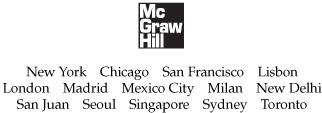 Mc
Graw
Hill
New York Chicago San Francisco Lisbon
London Madrid Mexico City Milan New Delhi
San Juan Seoul Singapore Sydney Toronto